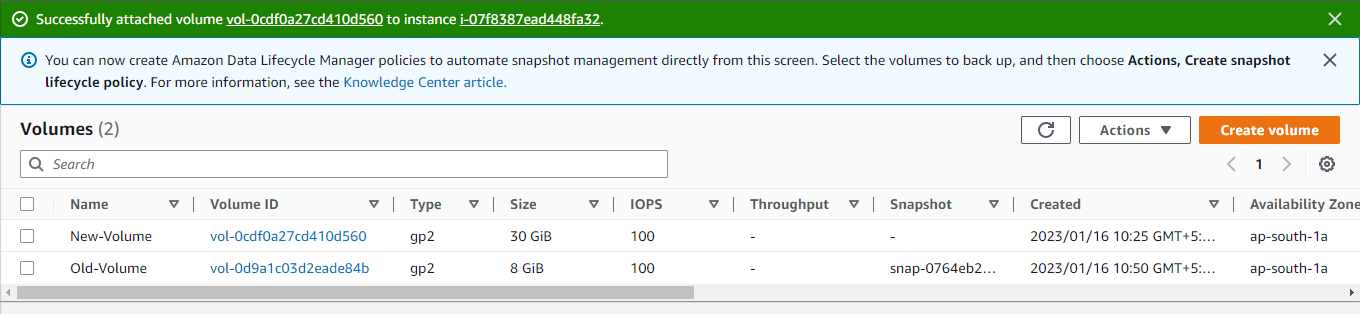 Successfully attached volume vol-0cdf0a27cd410d560 to instance i-07f8387ead448fa32.
You can now create Amazon Data Lifecycle Manager policies to automate snapshot management directly from this screen. Select the volumes to back up, and then choose Actions, Create snapshot
lifecycle policy. For more information, see the Knowledge Center article.
Volumes (2) Actions Create volume
Search 1
Name Volume ID Type Size IOPS Throughput Snapshot Created Availability Zone
New-Volume vol-0cdf0a27cd410d560 gp2 30 GiB 100 - - 2023/01/16 10:25 GMT+5:... ap-south-1a
Old-Volume vol-0d9a1c03d2eade84b gp2 8 GiB 100 - snap-0764eb2... 2023/01/16 10:50 GMT+5:... ap-south-1a